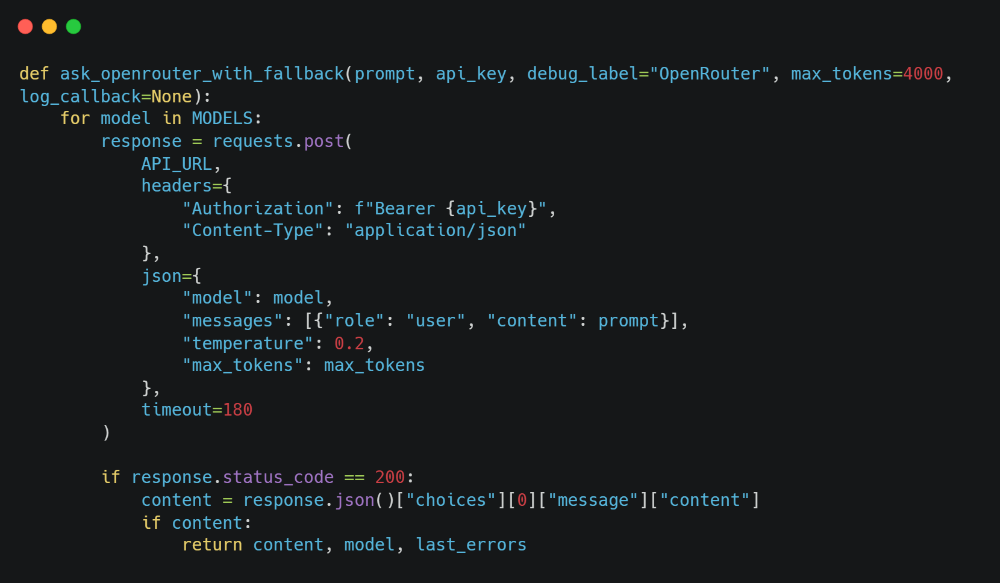 def ask_openrouter_with_fallback(prompt, api_key, debug_label="OpenRouter", max_tokens=4000,
log_callback=None):
    for model in MODELS:
        response = requests.post(
            API_URL,
            headers={
                "Authorization": f"Bearer {api_key}",
                "Content-Type": "application/json"
            },
            json={
                "model": model,
                "messages": [{"role": "user", "content": prompt}],
                "temperature": 0.2,
                "max_tokens": max_tokens
            },
            timeout=180
        )

        if response.status_code == 200:
            content = response.json()["choices"][0]["message"]["content"]
            if content:
                return content, model, last_errors